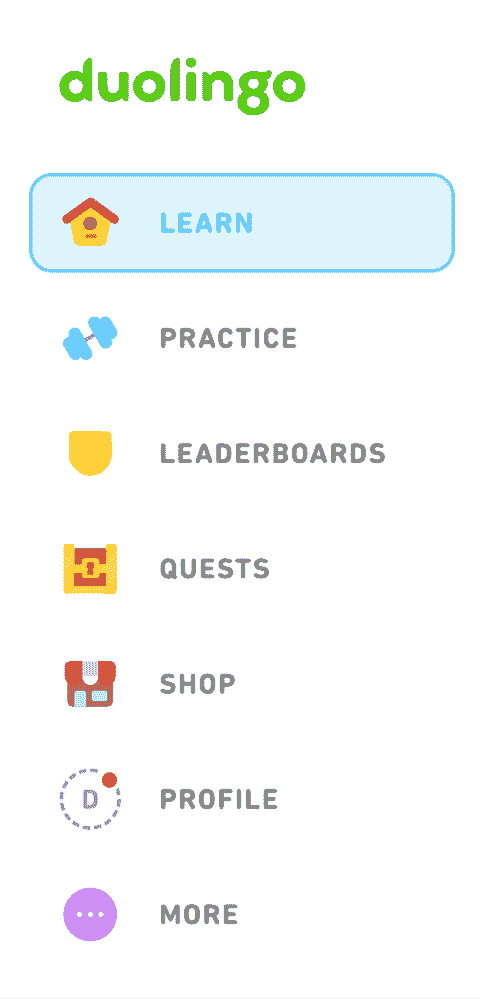 duolingo
LEARN
PRACTICE
LEADERBOARDS
QUESTS
SHOP
D
PROFILE
MORE